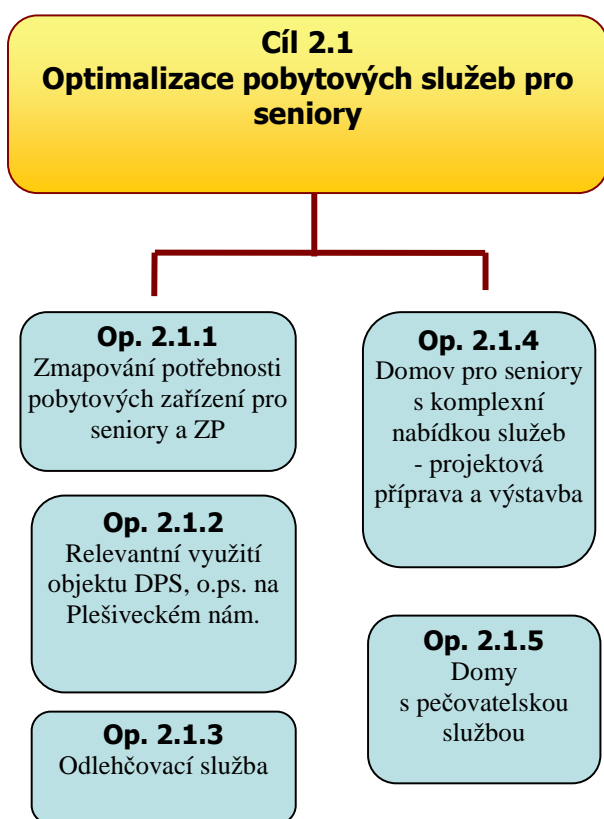 Cíl 2.1
Optimalizace pobytových služeb pro
seniory
Op. 2.1.1
Zmapování potřebnosti
pobytových zařízení pro
seniory a ZP
Op. 2.1.2
Relevantní využití
objektu DPS, o.ps. na
Plešiveckém nám.
Op. 2.1.3
Odlehčovací služba
Op. 2.1.4
Domov pro seniory
s komplexní
nabídkou služeb
- projektová
příprava a výstavba
Op. 2.1.5
Domy
s pečovatelskou
službou